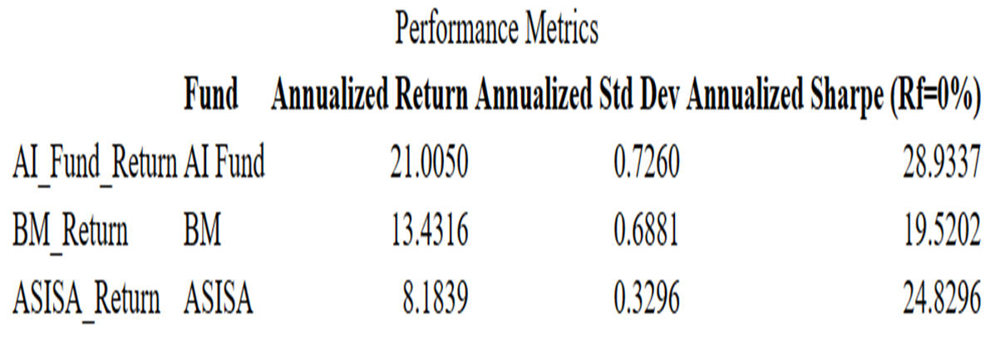 Performance Metrics
Fund Annualized Return Annualized Std Dev Annualized Sharpe (Rf=0%)
AI_Fund_Return AI Fund 21.0050 0.7260 28.9337
BM_Return BM 13.4316 0.6881 19.5202
ASISA_Return ASISA 8.1839 0.3296 24.8296